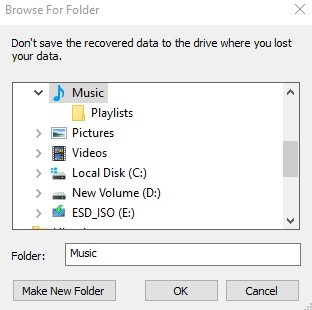 Browse For Folder
Don't save the recovered data to the drive where you lost
your data.
Music
Playlists
Pictures
Videos
Local Disk (C:)
New Volume (D:)
ESD_ISO (E:)
Folder:
Music
Make New Folder
OK
Cancel